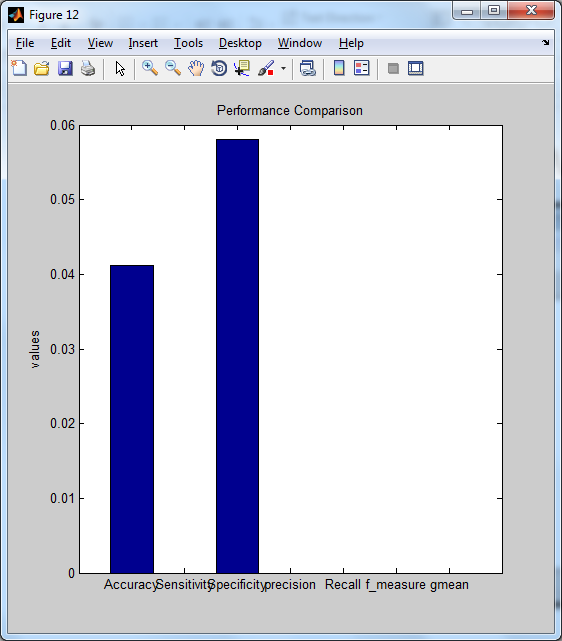 Figure 12
File Edit View Insert Tools Desktop Window Help
Performance Comparison
0.06
0.05
0.04
0.03
0.02
0.01
0
values
Accuracy Sensitivity Specificity precision Recall f_measure gmean